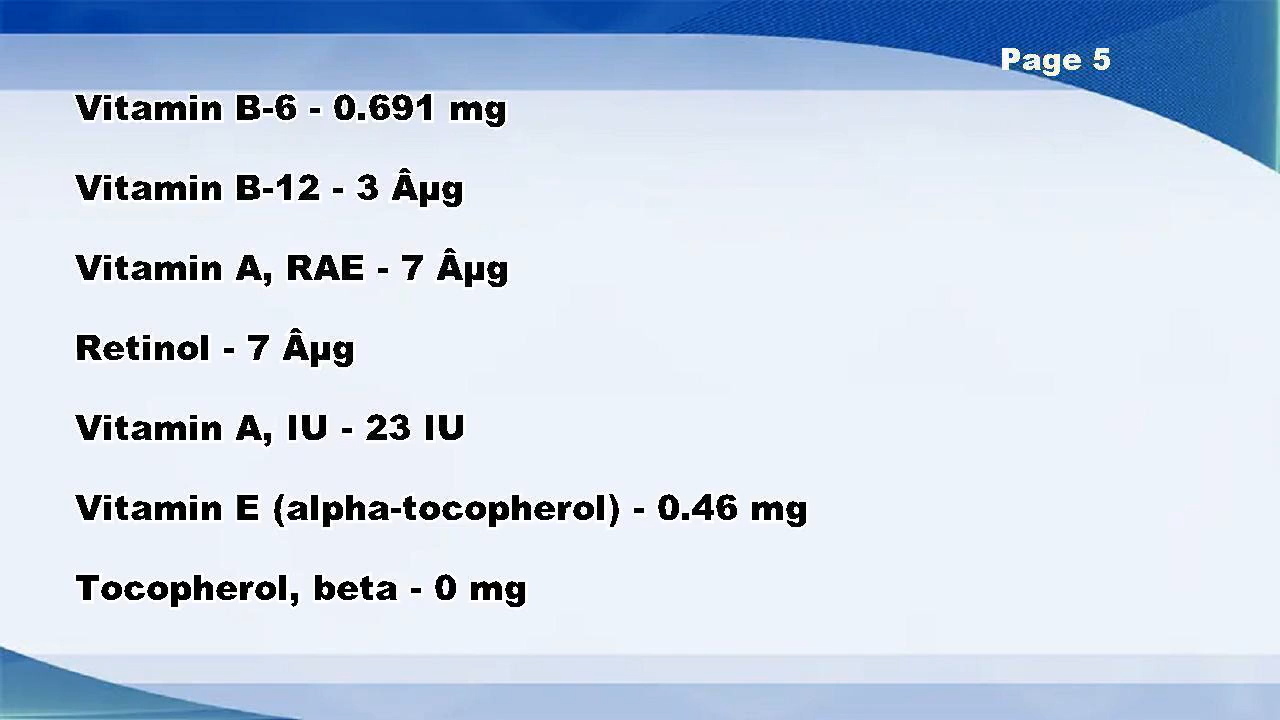 Page 5
Vitamin B-6 - 0.691 mg
Vitamin B-12 - 3 Âµg
Vitamin A, RAE - 7 Âµg
Retinol - 7 Âµg
Vitamin A, IU - 23 IU
Vitamin E (alpha-tocopherol) - 0.46 mg
Tocopherol, beta - 0 mg